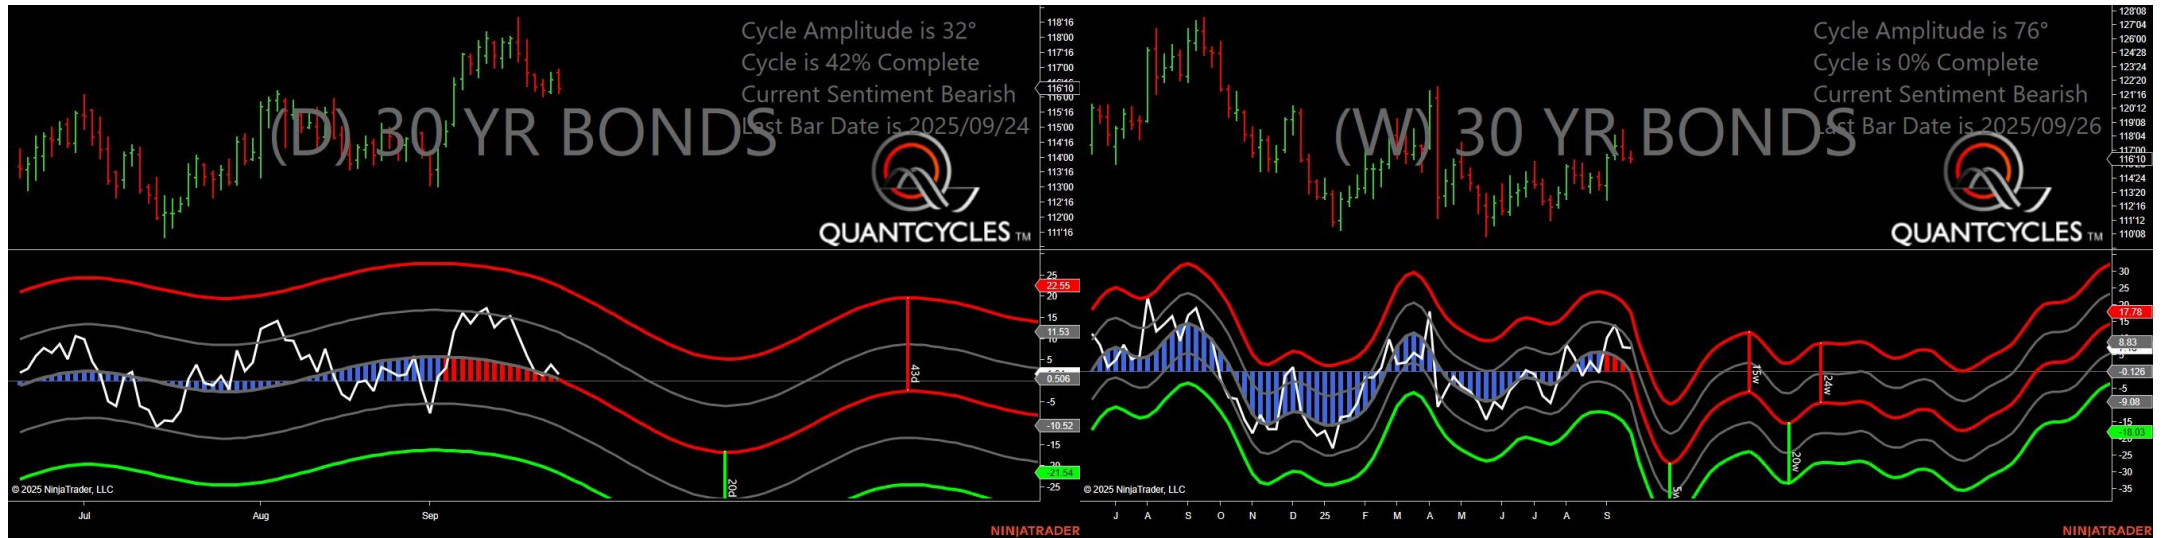 Cycle Amplitude is 32°
Cycle is 42% Complete
Current Sentiment Bearish
Last Bar Date is 2025/09/24
(D) 30 YR BONDS
QUANTCYCLES TM
118'16
118'00
117'16
117'00
116'10
116'00
115'16
115'00
114'16
114'00
113'16
113'00
112'16
112'00
111'16
25
22.55
20
15
11.53
10
5
0.506
-5
-10.52
-15
-21.54
-25
43d
20d
© 2025 NinjaTrader, LLC
Jul
Aug
Sep
NINJATRADER
Cycle Amplitude is 76°
Cycle is 0% Complete
Current Sentiment Bearish
Last Bar Date is 2025/09/26
(W) 30 YR BONDS
QUANTCYCLES TM
128'08
127'04
126'00
124'28
123'24
122'20
121'16
120'12
119'08
118'04
117'00
116'10
114'24
113'20
112'16
111'12
110'08
30
25
17.78
15
8.83
5
-0.126
-5
-9.08
-15
-18.03
-25
-30
-35
15w
24w
20w
5w
© 2025 NinjaTrader, LLC
J
A
S
O
N
D
25
F
M
A
M
J
J
A
S
NINJATRADER